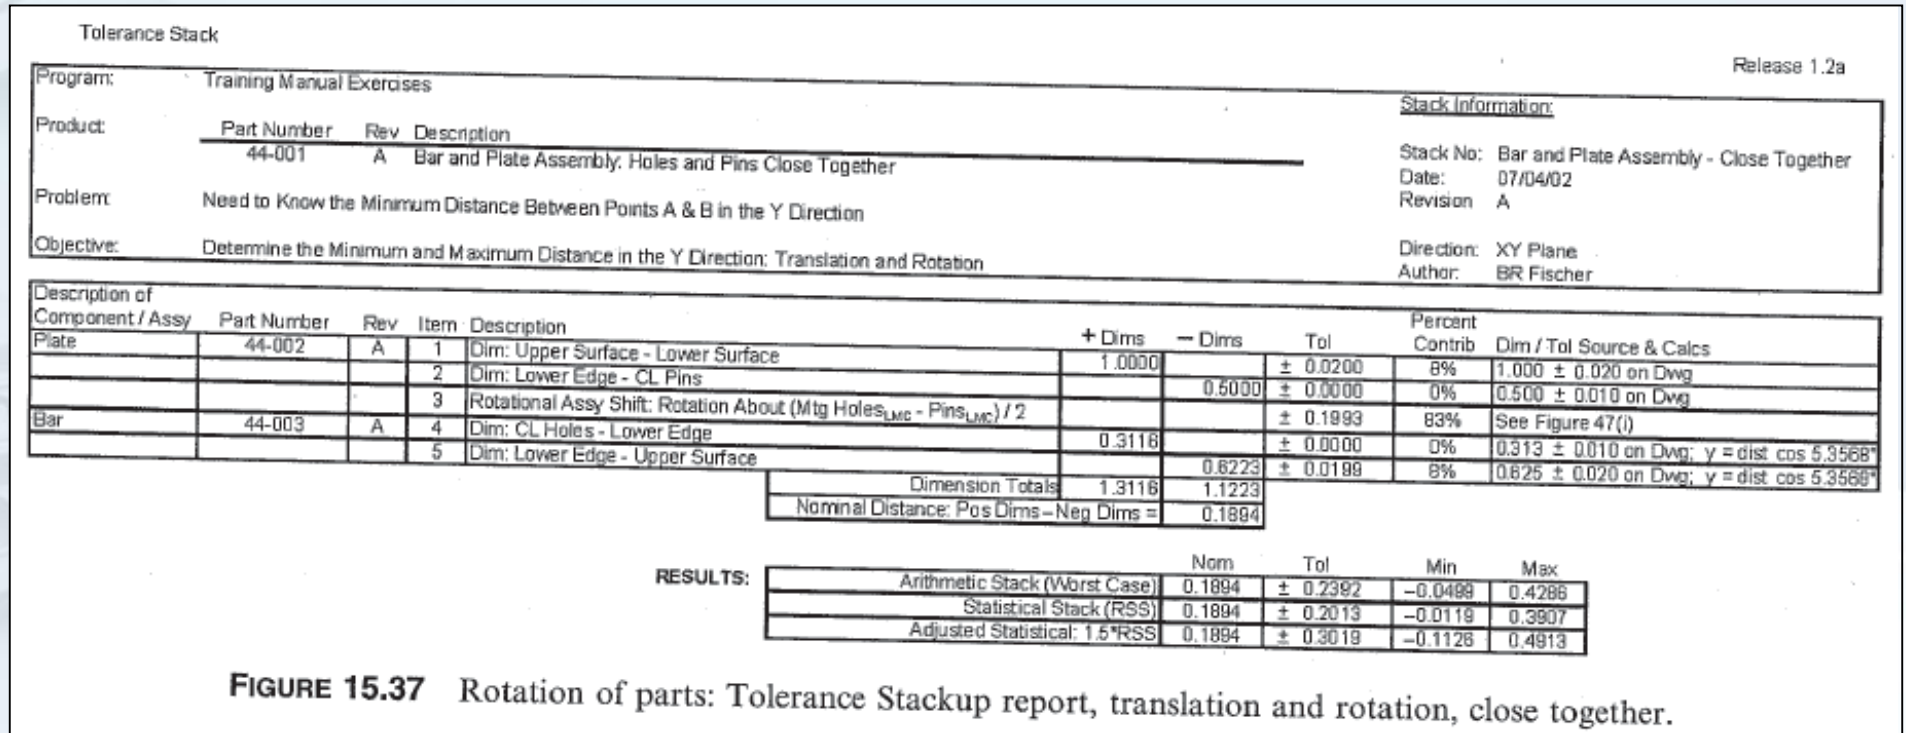 Tolerance Stack
Release 1.2a
Program: Training Manual Exercises
Stack Information:
Product: Part Number Rev Description
44-001 A Bar and Plate Assembly: Holes and Pins Close Together
Stack No: Bar and Plate Assembly - Close Together
Date: 07/04/02
Problem: Need to Know the Minimum Distance Between Points A & B in the Y Direction
Revision A
Objective: Determine the Minimum and Maximum Distance in the Y Direction: Translation and Rotation
Direction: XY Plane
Author: BR Fischer
Description of
Component / Assy Part Number Rev Item Description + Dims - Dims Tol Percent Contrib Dim / Tol Source & Calcs
Plate 44-002 A 1 Dim: Upper Surface - Lower Surface 1.0000 ± 0.0200 8% 1.000 ± 0.020 on Dwg
2 Dim: Lower Edge - CL Pins 0.5000 ± 0.0000 0% 0.500 ± 0.010 on Dwg
3 Rotational Assy Shift: Rotation About (Mtg Holes LMC - Pins LMC) / 2 ± 0.1993 83% See Figure 47(i)
Bar 44-003 A 4 Dim: CL Holes - Lower Edge 0.3116 ± 0.0000 0% 0.313 ± 0.010 on Dwg; y = dist cos 5.3568°
5 Dim: Lower Edge - Upper Surface 0.6223 ± 0.0199 8% 0.625 ± 0.020 on Dwg; y = dist cos 5.3568°
Dimension Totals 1.3116 1.1223
Nominal Distance: Pos Dims - Neg Dims = 0.1894
RESULTS: Nom Tol Min Max
Arithmetic Stack (Worst Case) 0.1894 ± 0.2392 -0.0499 0.4286
Statistical Stack (RSS) 0.1894 ± 0.2013 -0.0119 0.3907
Adjusted Statistical: 1.5*RSS 0.1894 ± 0.3019 -0.1126 0.4913
FIGURE 15.37 Rotation of parts: Tolerance Stackup report, translation and rotation, close together.